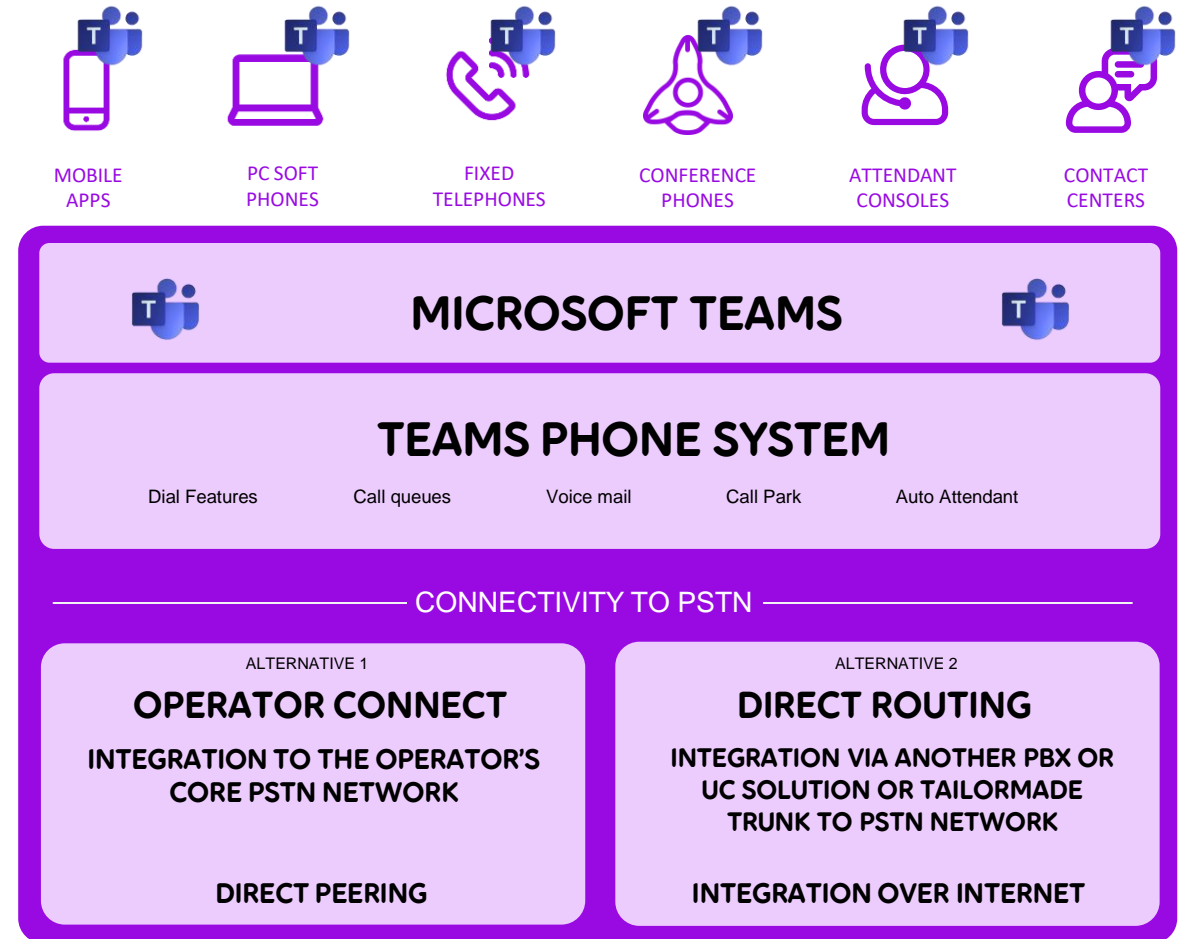 T T T T T T
MOBILE APPS
PC SOFT PHONES
FIXED TELEPHONES
CONFERENCE PHONES
ATTENDANT CONSOLES
CONTACT CENTERS
T MICROSOFT TEAMS T
TEAMS PHONE SYSTEM
Dial Features Call queues Voice mail Call Park Auto Attendant
CONNECTIVITY TO PSTN
ALTERNATIVE 1
OPERATOR CONNECT
INTEGRATION TO THE OPERATOR'S
CORE PSTN NETWORK
DIRECT PEERING
ALTERNATIVE 2
DIRECT ROUTING
INTEGRATION VIA ANOTHER PBX OR
UC SOLUTION OR TAILORMADE
TRUNK TO PSTN NETWORK
INTEGRATION OVER INTERNET